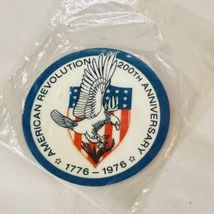 AMERICAN REVOLUTION 200TH ANNIVERSARY
☆ 1776-1976 ☆